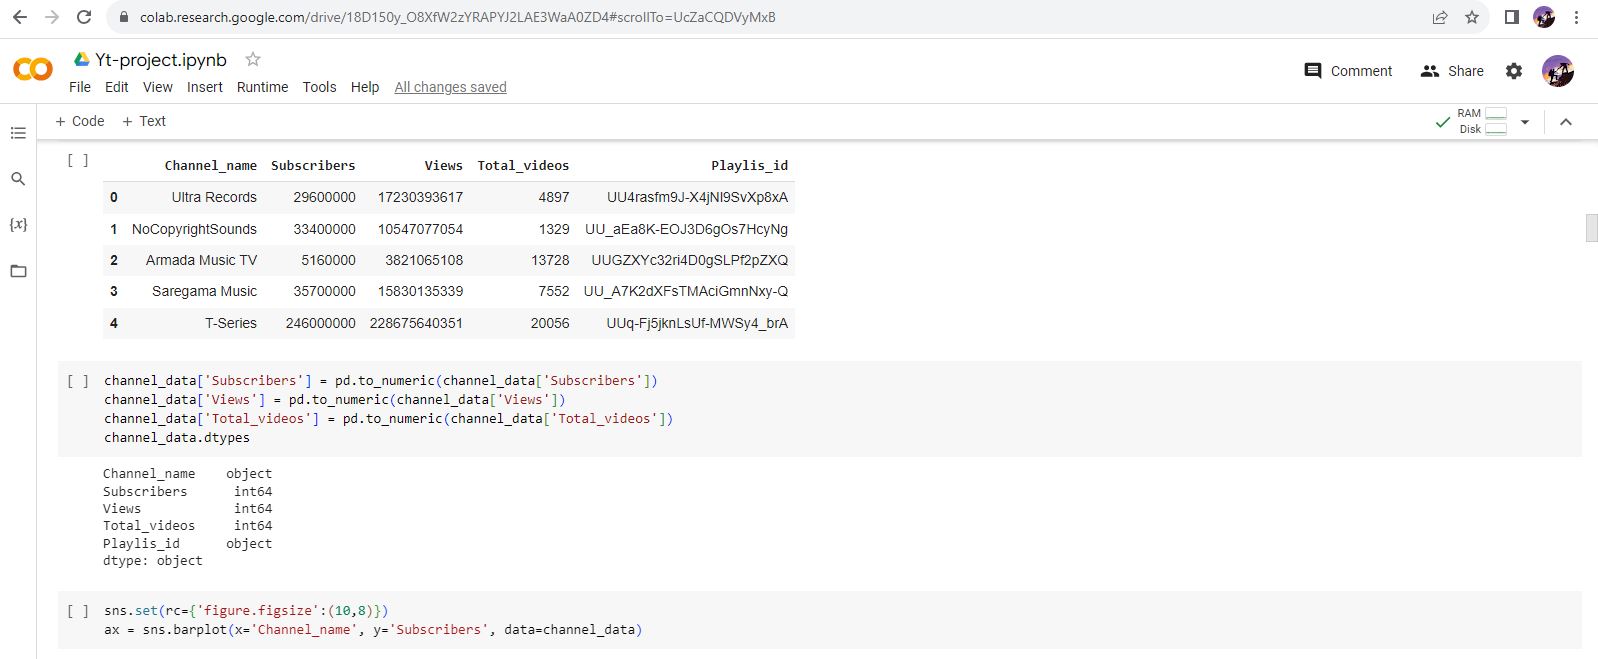 colab.research.google.com/drive/18D150y_O8XfW2zYRAPYJ2LAE3WaA0ZD4#scrollTo=UcZaCQDVyMxB
Yt-project.ipynb
Comment Share
File Edit View Insert Runtime Tools Help All changes saved
+ Code + Text
RAM
Disk
{x}
[ ]
Channel_name Subscribers Views Total_videos Playlis_id
0 Ultra Records 29600000 17230393617 4897 UU4rasfm9J-X4jNl9SvXp8xA
1 NoCopyrightSounds 33400000 10547077054 1329 UU_aEa8K-EOJ3D6gOs7HcyNg
2 Armada Music TV 5160000 3821065108 13728 UUGZXYc32ri4D0gSLPf2pZXQ
3 Saregama Music 35700000 15830135339 7552 UU_A7K2dXFsTMAciGmnNxy-Q
4 T-Series 246000000 228675640351 20056 UUq-Fj5jknLsUf-MWSy4_brA
[ ] channel_data['Subscribers'] = pd.to_numeric(channel_data['Subscribers'])
channel_data['Views'] = pd.to_numeric(channel_data['Views'])
channel_data['Total_videos'] = pd.to_numeric(channel_data['Total_videos'])
channel_data.dtypes
Channel_name object
Subscribers int64
Views int64
Total_videos int64
Playlis_id object
dtype: object
[ ] sns.set(rc={'figure.figsize':(10,8)})
ax = sns.barplot(x='Channel_name', y='Subscribers', data=channel_data)